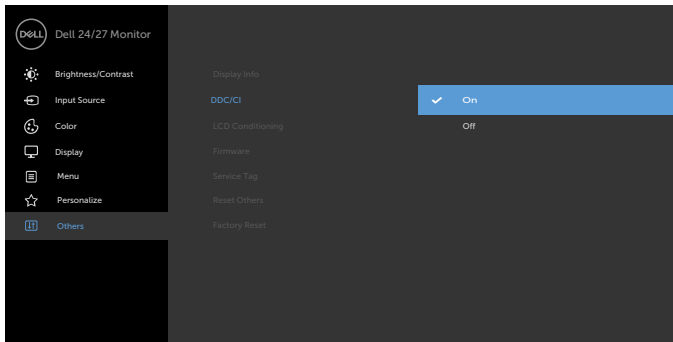 DELL Dell 24/27 Monitor
Brightness/Contrast
Input Source
Color
Display
Menu
Personalize
Others
Display Info
DDC/CI
LCD Conditioning
Firmware
Service Tag
Reset Others
Factory Reset
On
Off